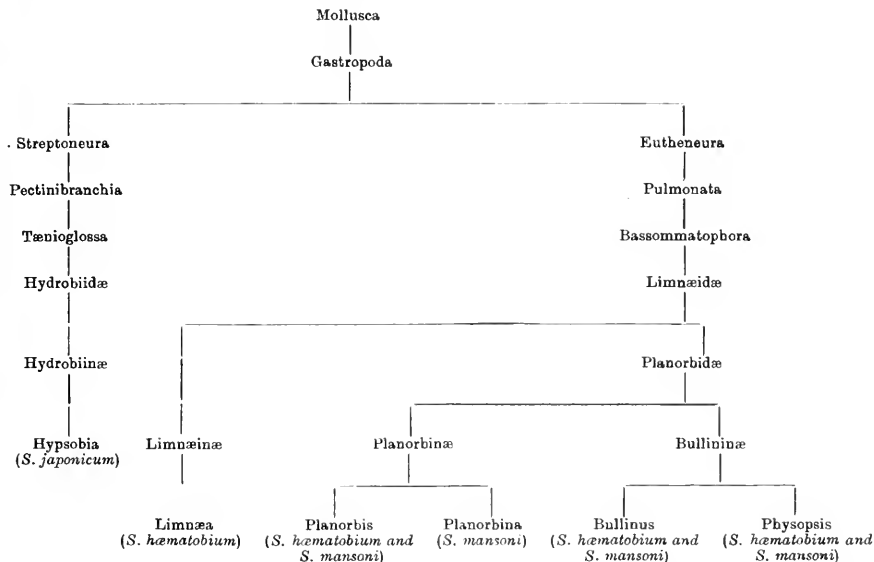 Mollusca
Gastropoda
Streptoneura
Eutheneura
Pectinibranchia
Pulmonata
Tænioglossa
Bassommatophora
Hydrobiidæ
Limnæidæ
Hydrobiinæ
Planorbidæ
Hypsobia
(S. japonicum)
Limnæinæ
Planorbinæ
Bullininæ
Limnæa
(S. hæmatobium)
Planorbis
(S. hæmatobium and
S. mansoni)
Planorbina
(S. mansoni)
Bullinus
(S. hæmatobium and
S. mansoni)
Physopsis
(S. hæmatobium and
S. mansoni)